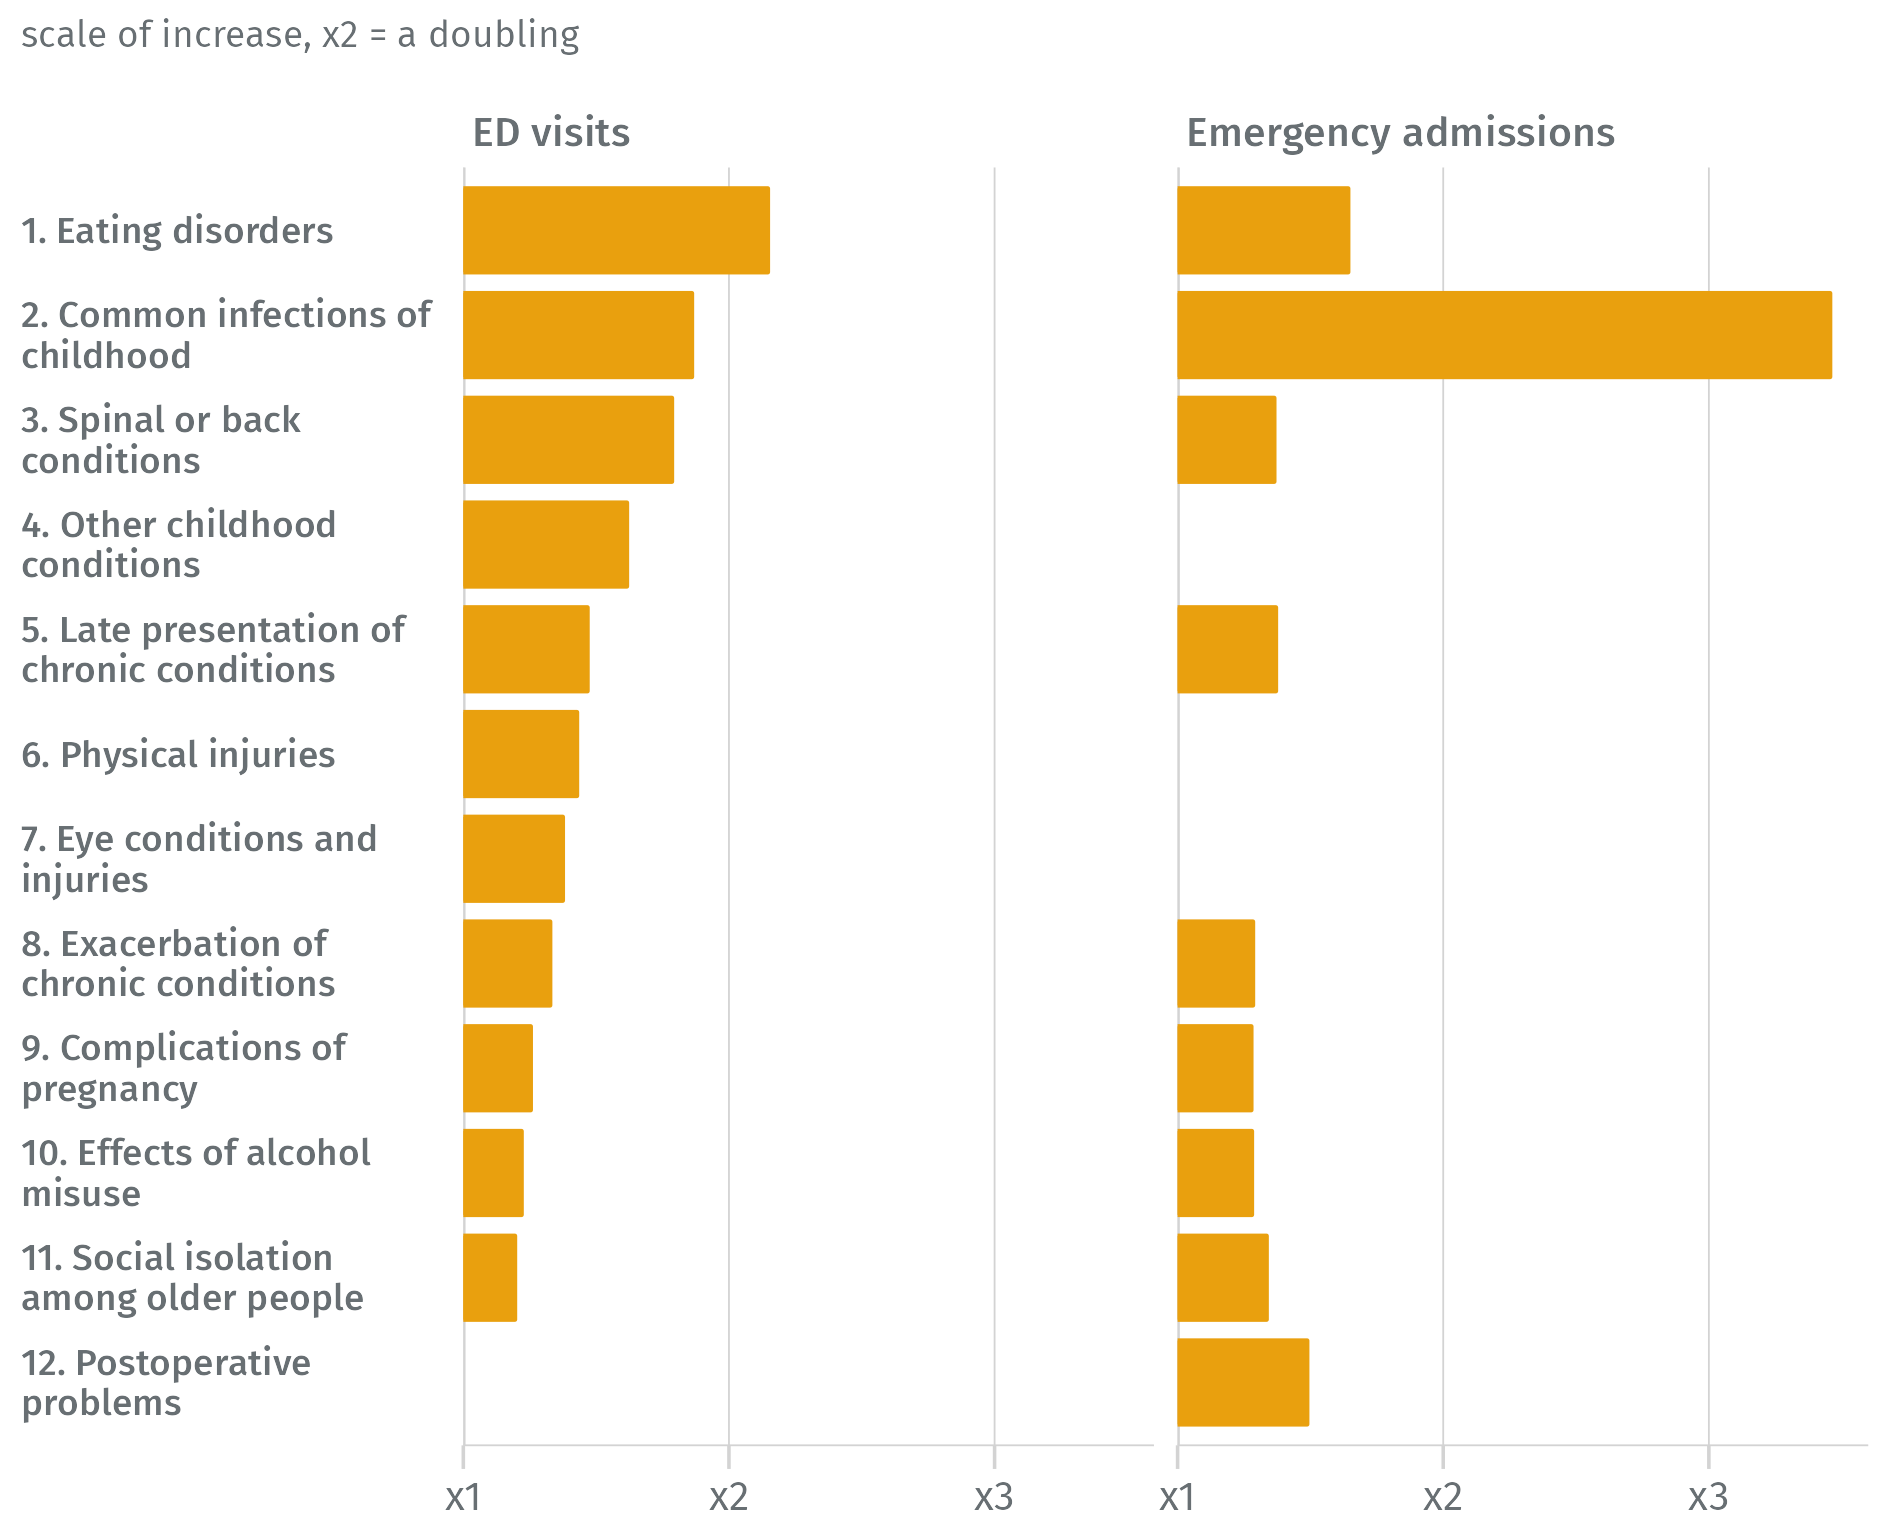 scale of increase, x2 = a doubling
ED visits
Emergency admissions
1. Eating disorders
2. Common infections of
childhood
3. Spinal or back
conditions
4. Other childhood
conditions
5. Late presentation of
chronic conditions
6. Physical injuries
7. Eye conditions and
injuries
8. Exacerbation of
chronic conditions
9. Complications of
pregnancy
10. Effects of alcohol
misuse
11. Social isolation
among older people
12. Postoperative
problems
x1
x2
x3
x1
x2
x3